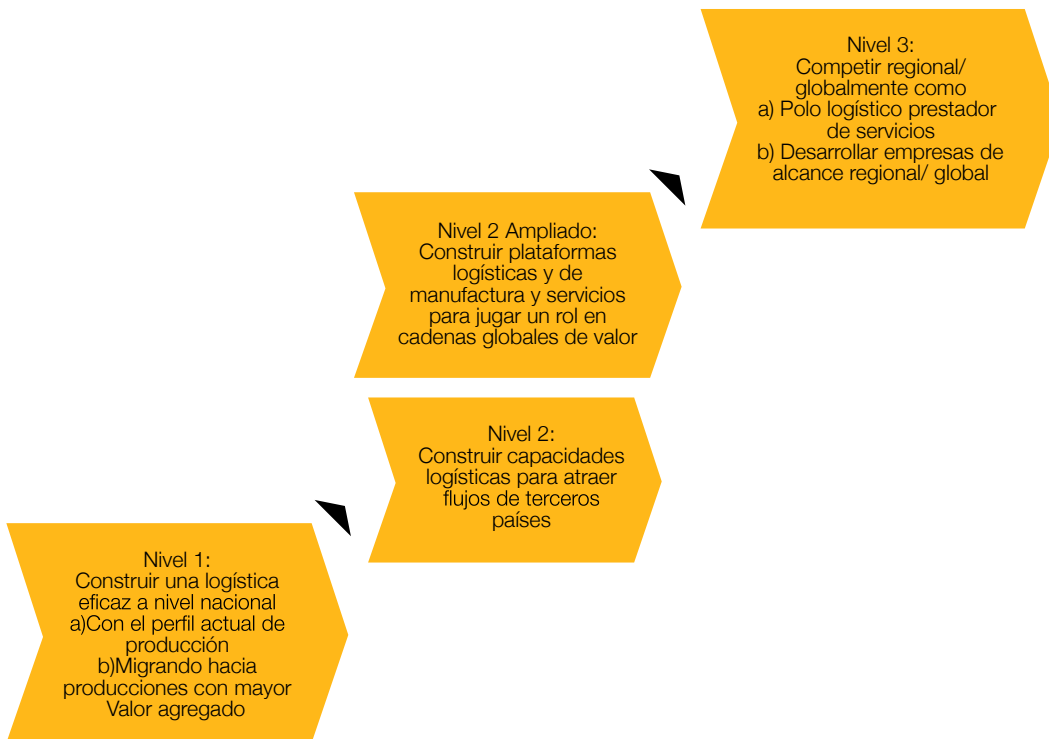 Nivel 3:
Competir regional/
globalmente como
a) Polo logístico prestador
de servicios
b) Desarrollar empresas de
alcance regional/ global
Nivel 2 Ampliado:
Construir plataformas
logísticas y de
manufactura y servicios
para jugar un rol en
cadenas globales de valor
Nivel 2:
Construir capacidades
logísticas para atraer
flujos de terceros
países
Nivel 1:
Construir una logística
eficaz a nivel nacional
a)Con el perfil actual de
producción
b)Migrando hacia
producciones con mayor
Valor agregado